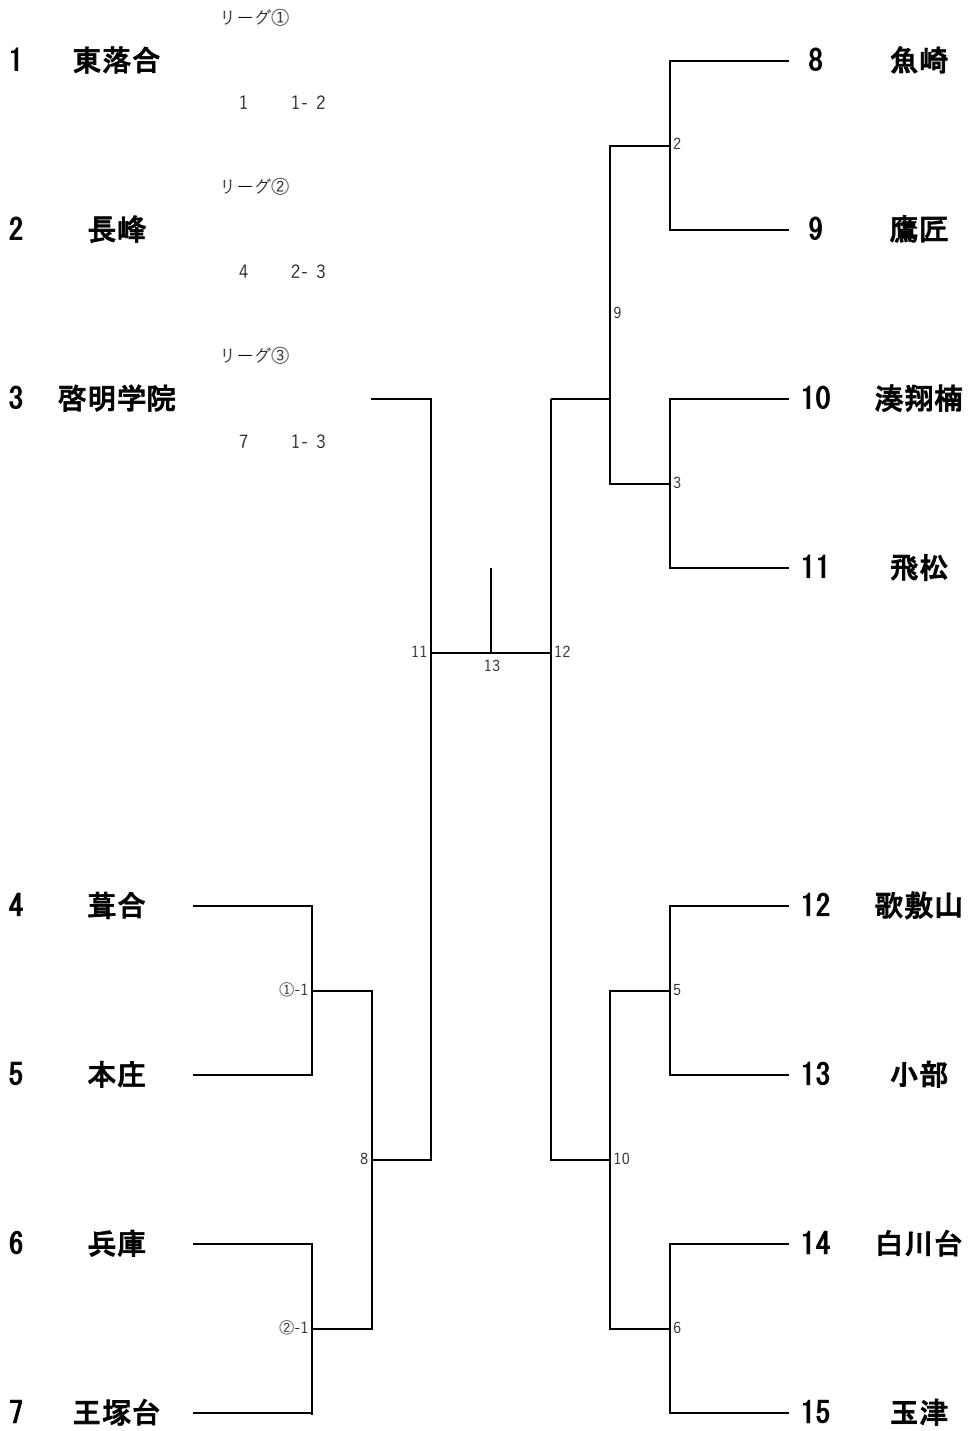 リーグ①
1 東落合
1 1- 2
リーグ②
2 長峰
4 2- 3
リーグ③
3 啓明学院
7 1- 3
4 葺合
①-1
5 本庄
8
6 兵庫
②-1
7 王塚台
11
13
12
8 魚崎
2
9 鷹匠
9
10 湊翔楠
3
11 飛松
12 歌敷山
5
13 小部
10
14 白川台
6
15 玉津